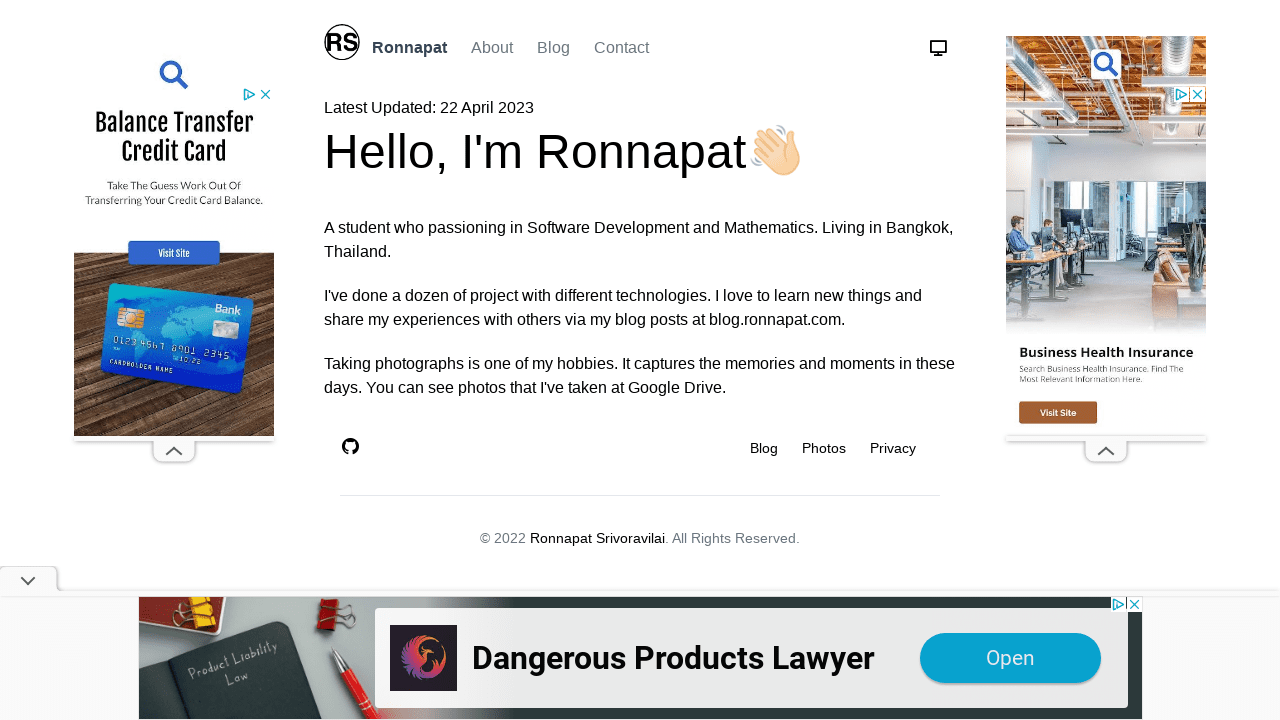 RS
Ronnapat About Blog Contact
Latest Updated: 22 April 2023
Hello, I'm Ronnapat👋🏻
A student who passioning in Software Development and Mathematics. Living in Bangkok,
Thailand.
I've done a dozen of project with different technologies. I love to learn new things and
share my experiences with others via my blog posts at blog.ronnapat.com.
Taking photographs is one of my hobbies. It captures the memories and moments in these
days. You can see photos that I've taken at Google Drive.
Blog Photos Privacy
© 2022 Ronnapat Srivoravilai. All Rights Reserved.
Balance Transfer
Credit Card
Take The Guess Work Out Of
Transferring Your Credit Card Balance.
Visit Site
Bank
0123 4567 8901 2345
CARDHOLDER NAME
Business Health Insurance
Search Business Health Insurance. Find The
Most Relevant Information Here.
Visit Site
Product Liability
Law
Dangerous Products Lawyer
Open